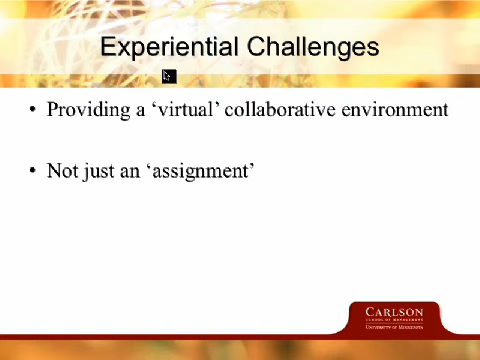 Experiential Challenges
• Providing a ‘virtual’ collaborative environment
• Not just an ‘assignment’
CARLSON
SCHOOL OF MANAGEMENT
UNIVERSITY OF MINNESOTA